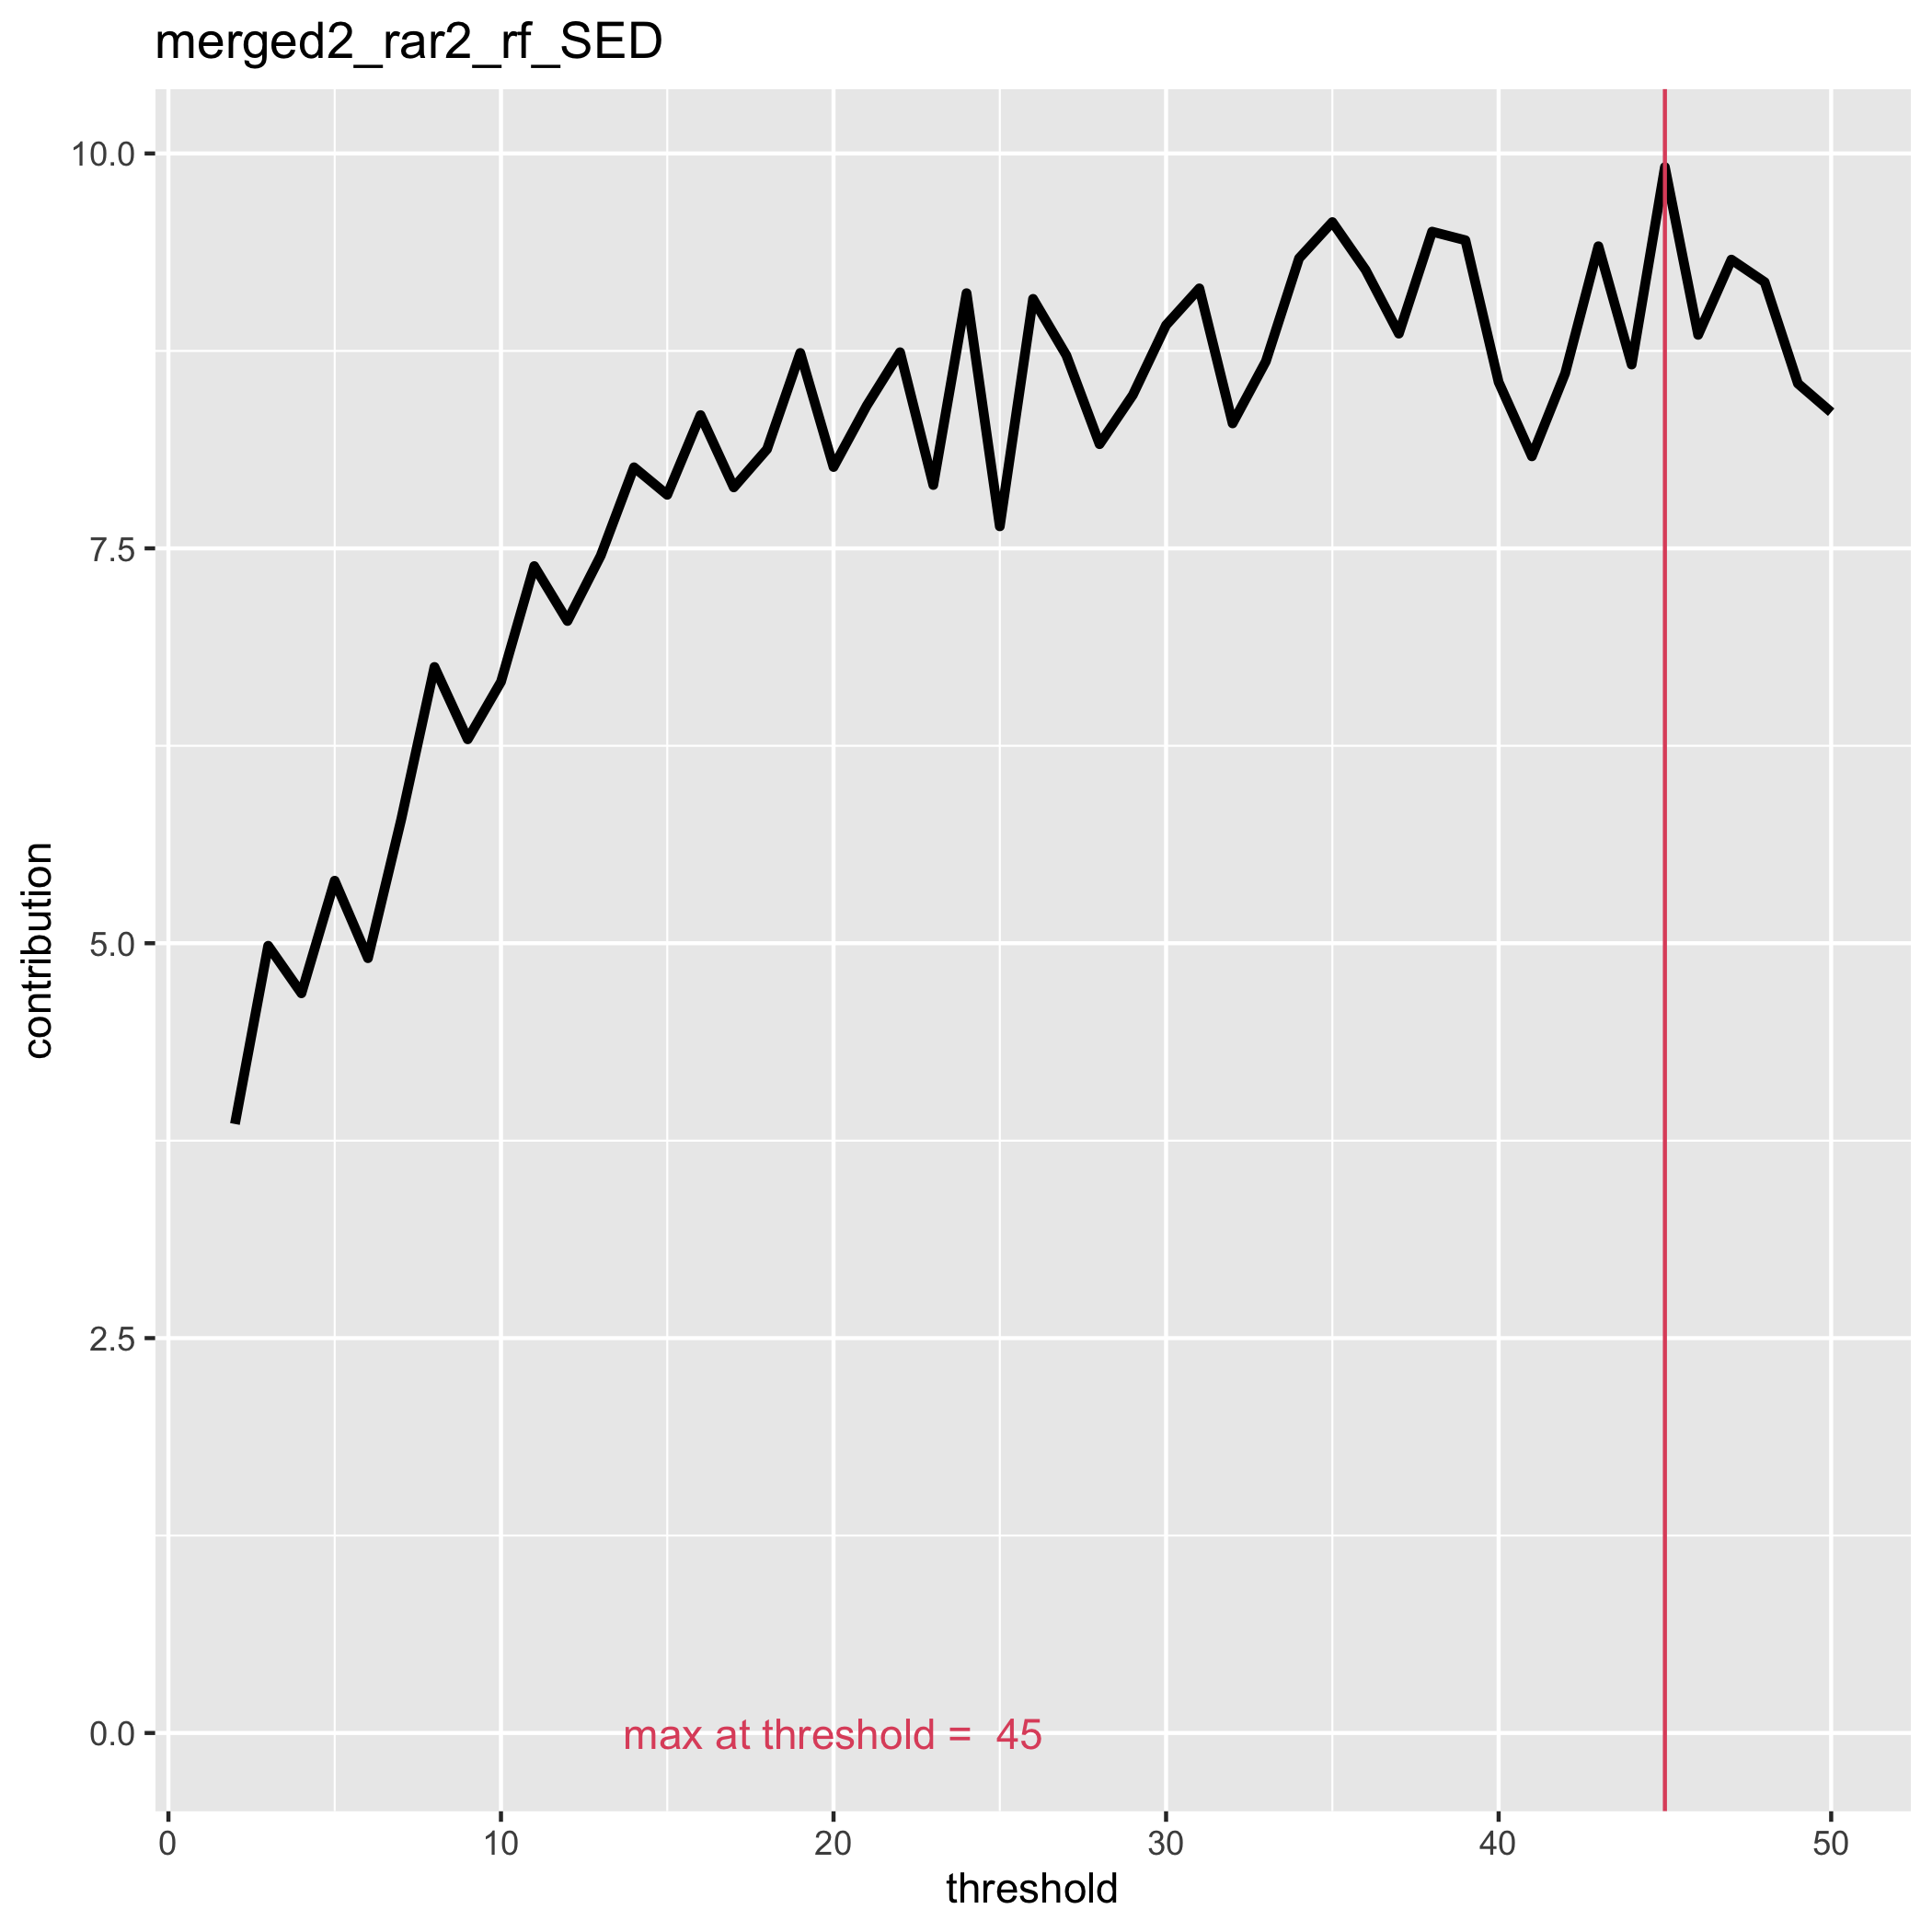 merged2_rar2_rf_SED
10.0
7.5
5.0
2.5
0.0
contribution
max at threshold =  45
0 10 20 30 40 50
threshold